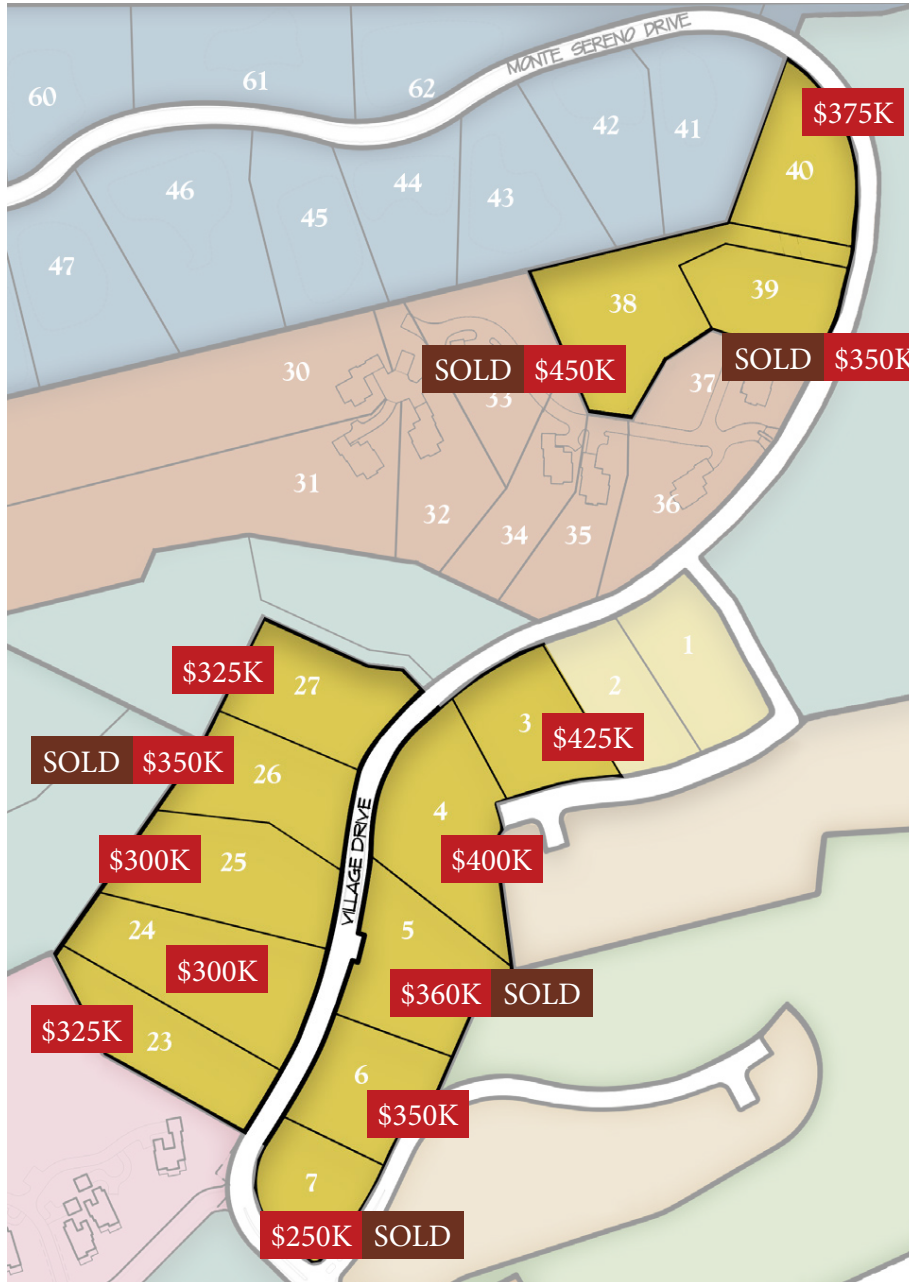 MONTE SERENO DRIVE
60
61
62
42
41
$375K
40
46
44
45
43
47
38
39
30
SOLD $450K
SOLD $350K
33
37
31
32
34
35
36
1
2
$325K
27
3
$425K
SOLD $350K
26
4
VILLAGE DRIVE
$300K
25
$400K
5
24
$300K
$360K SOLD
$325K
23
6
$350K
7
$250K SOLD